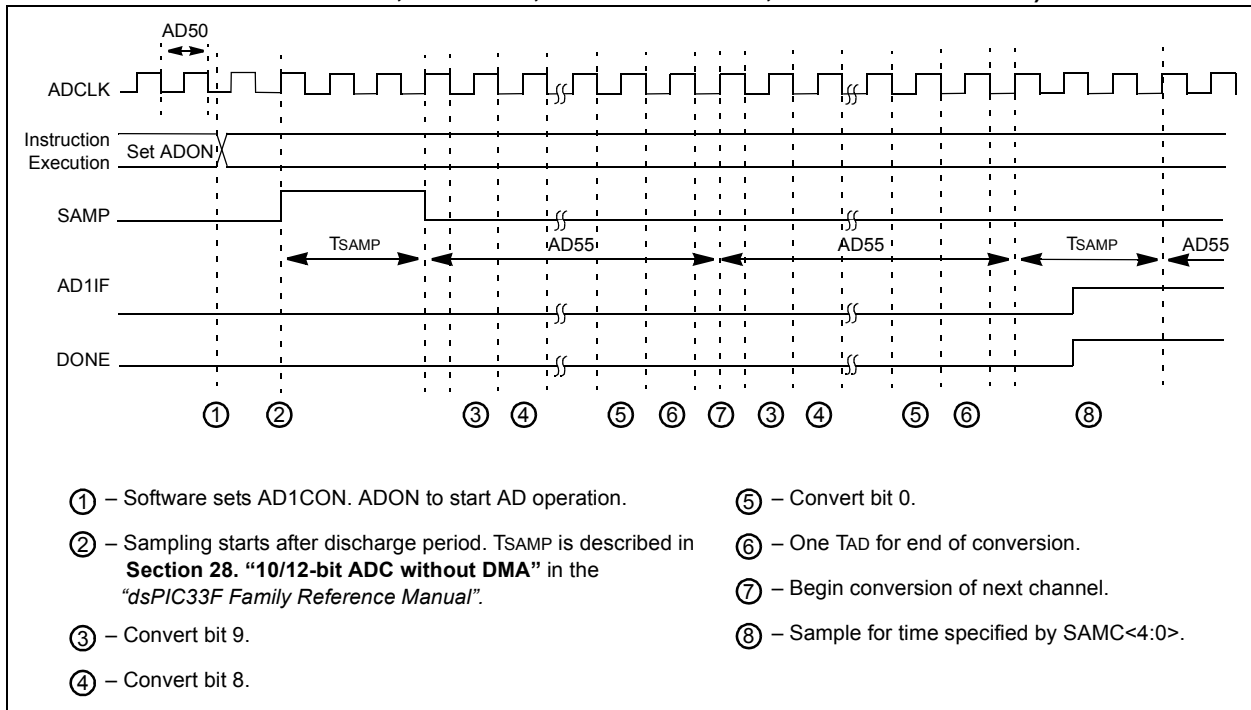 AD50
ADCLK
Instruction
Execution
Set ADON
SAMP
TSAMP
AD55
AD55
TSAMP
AD55
AD1IF
DONE
1 2 3 4 5 6 7 3 4 5 6 8
1 – Software sets AD1CON. ADON to start AD operation.
2 – Sampling starts after discharge period. TSAMP is described in
Section 28. “10/12-bit ADC without DMA” in the
“dsPIC33F Family Reference Manual”.
3 – Convert bit 9.
4 – Convert bit 8.
5 – Convert bit 0.
6 – One TAD for end of conversion.
7 – Begin conversion of next channel.
8 – Sample for time specified by SAMC<4:0>.